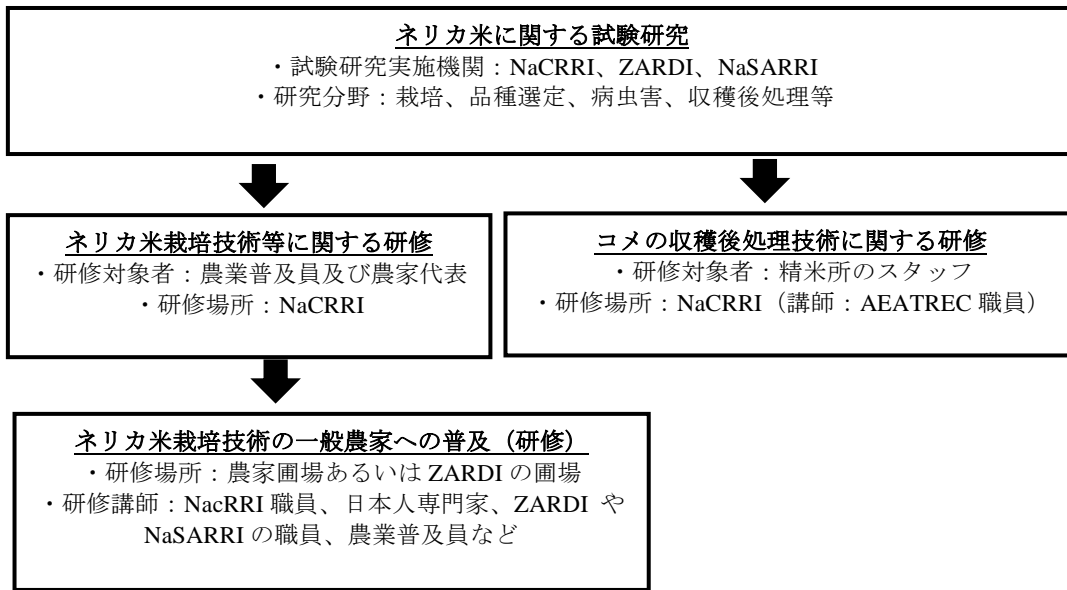 ネリカ米に関する試験研究
・試験研究実施機関：NaCRRI、ZARDI、NaSARRI
・研究分野：栽培、品種選定、病虫害、収穫後処理等
ネリカ米栽培技術等に関する研修
・研修対象者：農業普及員及び農家代表
・研修場所：NaCRRI
コメの収穫後処理技術に関する研修
・研修対象者：精米所のスタッフ
・研修場所：NaCRRI（講師：AEATREC 職員）
ネリカ米栽培技術の一般農家への普及（研修）
・研修場所：農家圃場あるいは ZARDI の圃場
・研修講師：NacRRI 職員、日本人専門家、ZARDI や
NaSARRI の職員、農業普及員など